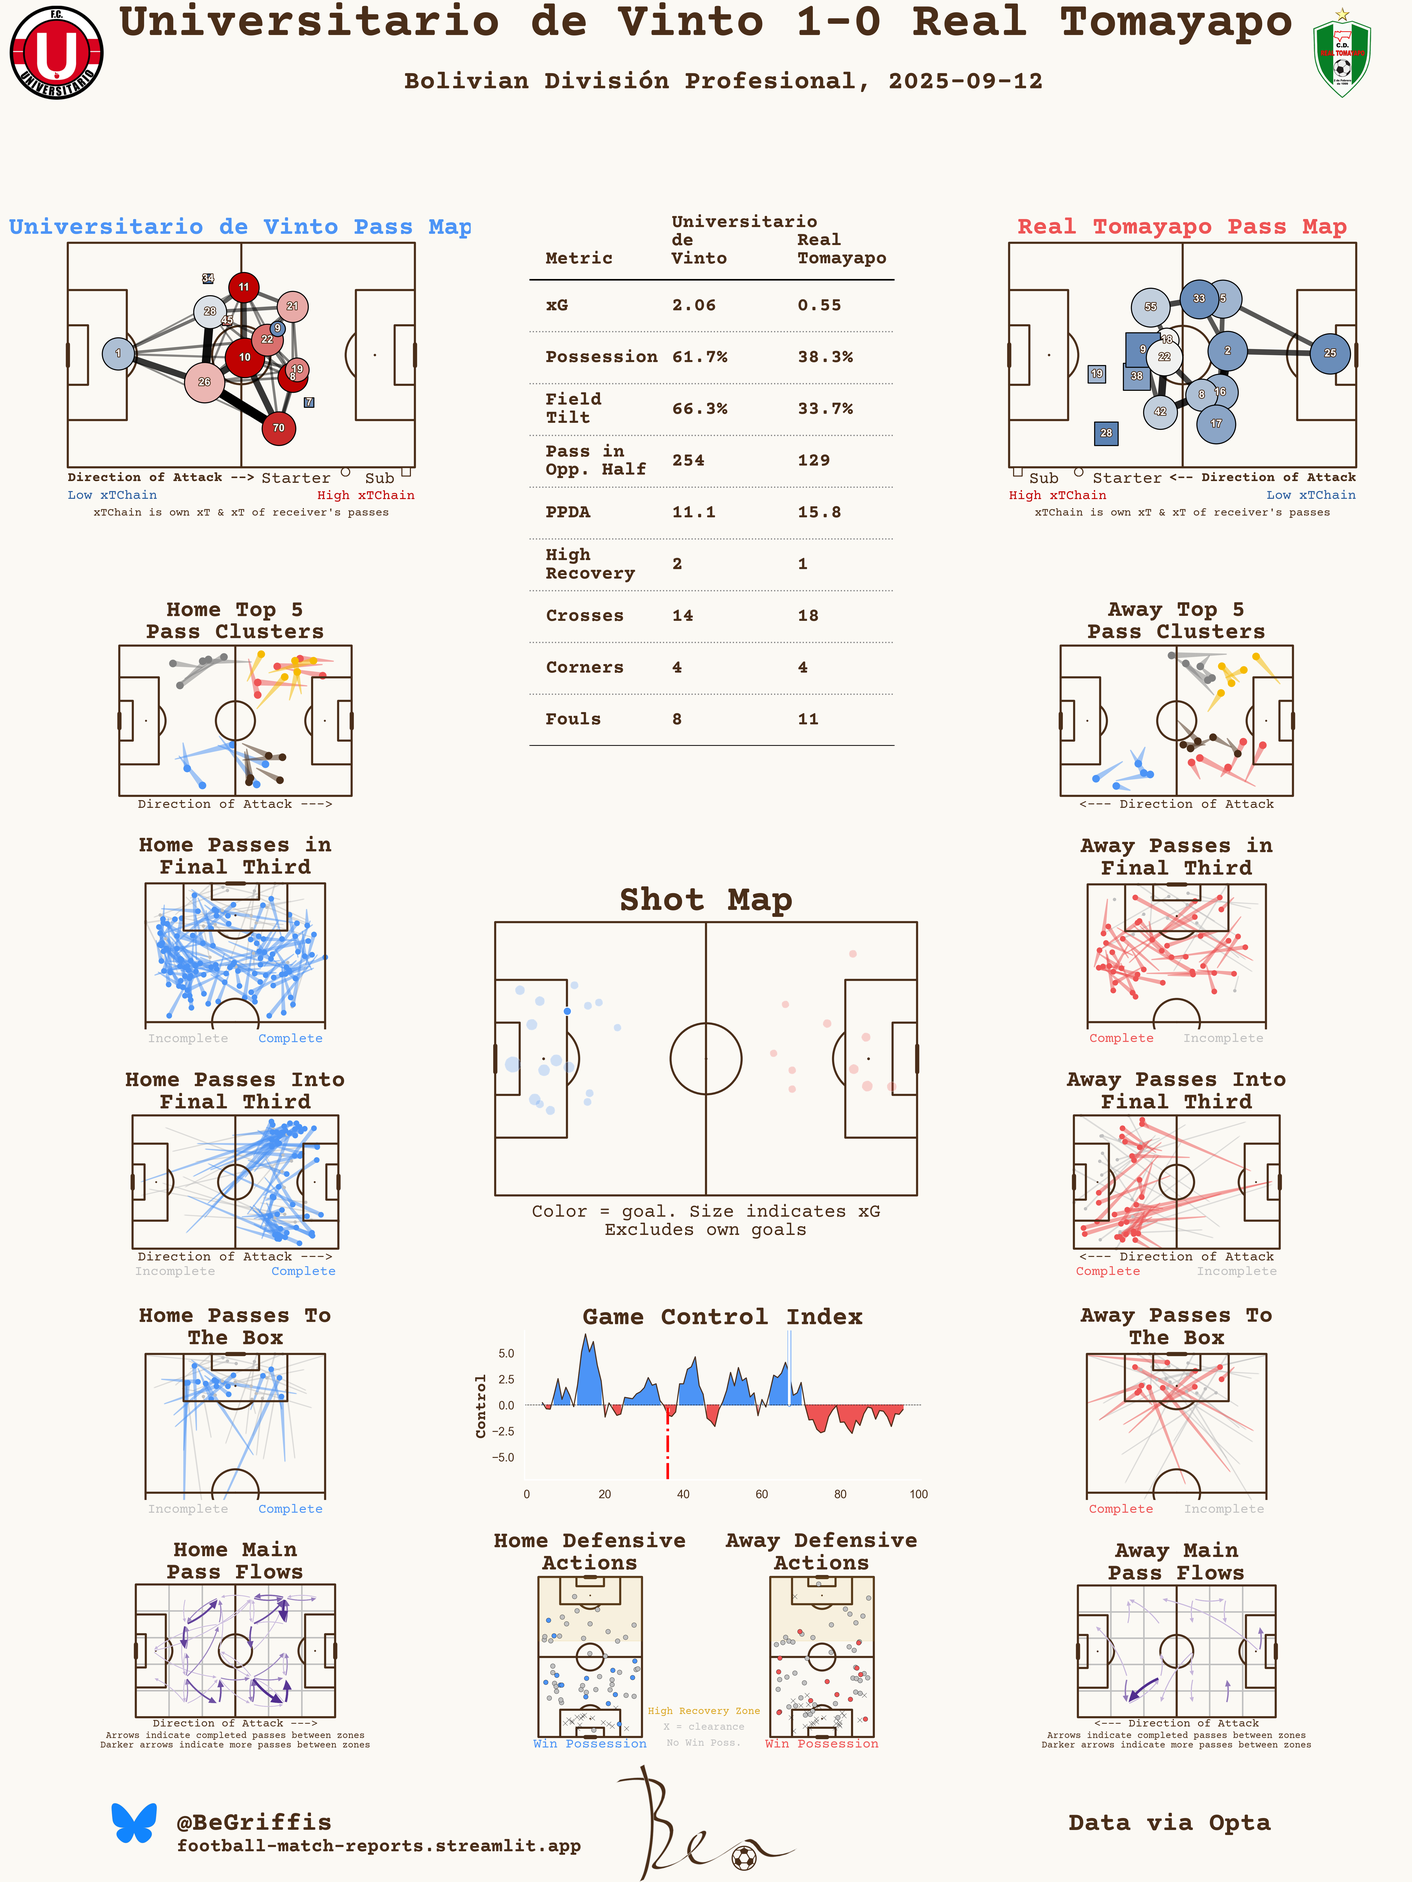 Universitario de Vinto 1-0 Real Tomayapo
Bolivian División Profesional, 2025-09-12
F.C.
U
UNIVERSITARIO
C.D.
REAL TOMAYAPO
Universitario de Vinto Pass Map
34
11
28
45
21
9
22
1
10
19
8
26
7
70
Direction of Attack --> Starter Sub
Low xTChain High xTChain
xTChain is own xT & xT of receiver's passes
Metric Universitario de Vinto Real Tomayapo
xG 2.06 0.55
Possession 61.7% 38.3%
Field Tilt 66.3% 33.7%
Pass in Opp. Half 254 129
PPDA 11.1 15.8
High Recovery 2 1
Crosses 14 18
Corners 4 4
Fouls 8 11
Real Tomayapo Pass Map
55
33
5
18
9
22
2
25
19
38
8
16
42
17
28
Sub Starter <-- Direction of Attack
High xTChain Low xTChain
xTChain is own xT & xT of receiver's passes
Home Top 5
Pass Clusters
Direction of Attack --->
Away Top 5
Pass Clusters
<--- Direction of Attack
Home Passes in
Final Third
Incomplete Complete
Away Passes in
Final Third
Complete Incomplete
Shot Map
Color = goal. Size indicates xG
Excludes own goals
Home Passes Into
Final Third
Direction of Attack --->
Incomplete Complete
Away Passes Into
Final Third
<--- Direction of Attack
Complete Incomplete
Home Passes To
The Box
Incomplete Complete
Game Control Index
Control
5.0
2.5
0.0
−2.5
−5.0
0 20 40 60 80 100
Away Passes To
The Box
Complete Incomplete
Home Main
Pass Flows
Direction of Attack --->
Arrows indicate completed passes between zones
Darker arrows indicate more passes between zones
Home Defensive
Actions
Win Possession
Away Defensive
Actions
Win Possession
High Recovery Zone
X = clearance
No Win Poss.
Away Main
Pass Flows
<--- Direction of Attack
Arrows indicate completed passes between zones
Darker arrows indicate more passes between zones
@BeGriffis
football-match-reports.streamlit.app
Ben
Data via Opta